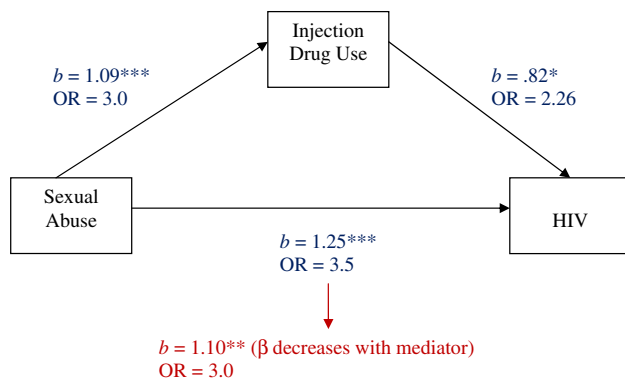 Injection
Drug Use
b = 1.09***
OR = 3.0
b = .82*
OR = 2.26
Sexual
Abuse
HIV
b = 1.25***
OR = 3.5
b = 1.10** (β decreases with mediator)
OR = 3.0